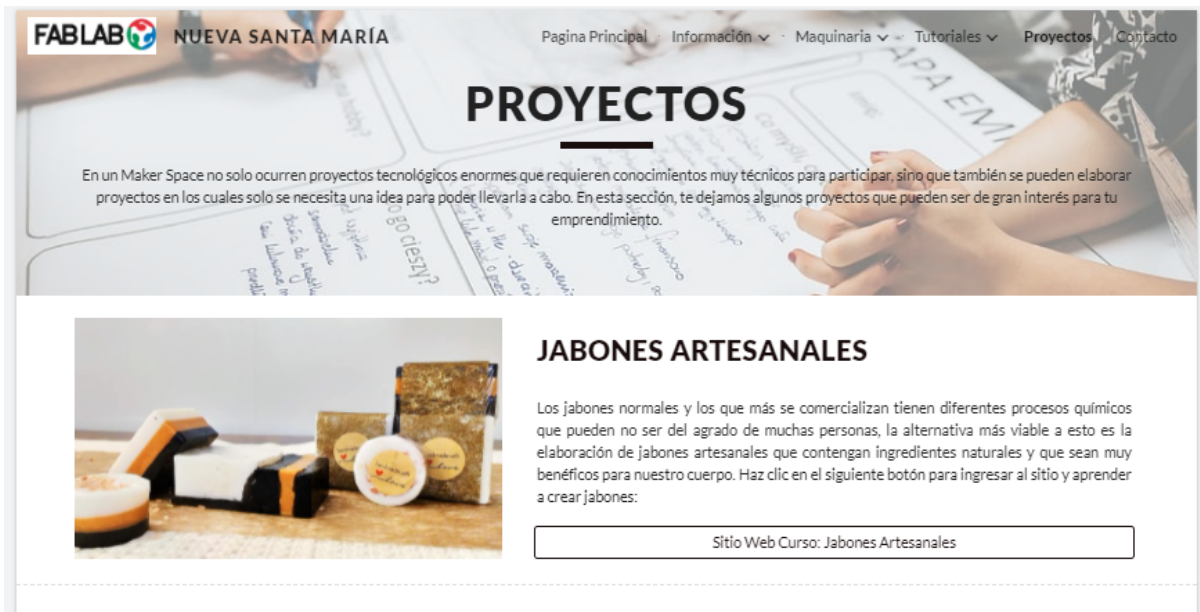 FABLAB NUEVA SANTA MARÍA
Pagina Principal Información Maquinaria Tutoriales Proyectos Contacto
PROYECTOS
En un Maker Space no solo ocurren proyectos tecnológicos enormes que requieren conocimientos muy técnicos para participar, sino que también se pueden elaborar
proyectos en los cuales solo se necesita una idea para poder llevarla a cabo. En esta sección, te dejamos algunos proyectos que pueden ser de gran interés para tu
emprendimiento.
go cieszy?
JABONES ARTESANALES
Los jabones normales y los que más se comercializan tienen diferentes procesos químicos
que pueden no ser del agrado de muchas personas, la alternativa más viable a esto es la
elaboración de jabones artesanales que contengan ingredientes naturales y que sean muy
benéficos para nuestro cuerpo. Haz clic en el siguiente botón para ingresar al sitio y aprender
a crear jabones:
Sitio Web Curso: Jabones Artesanales